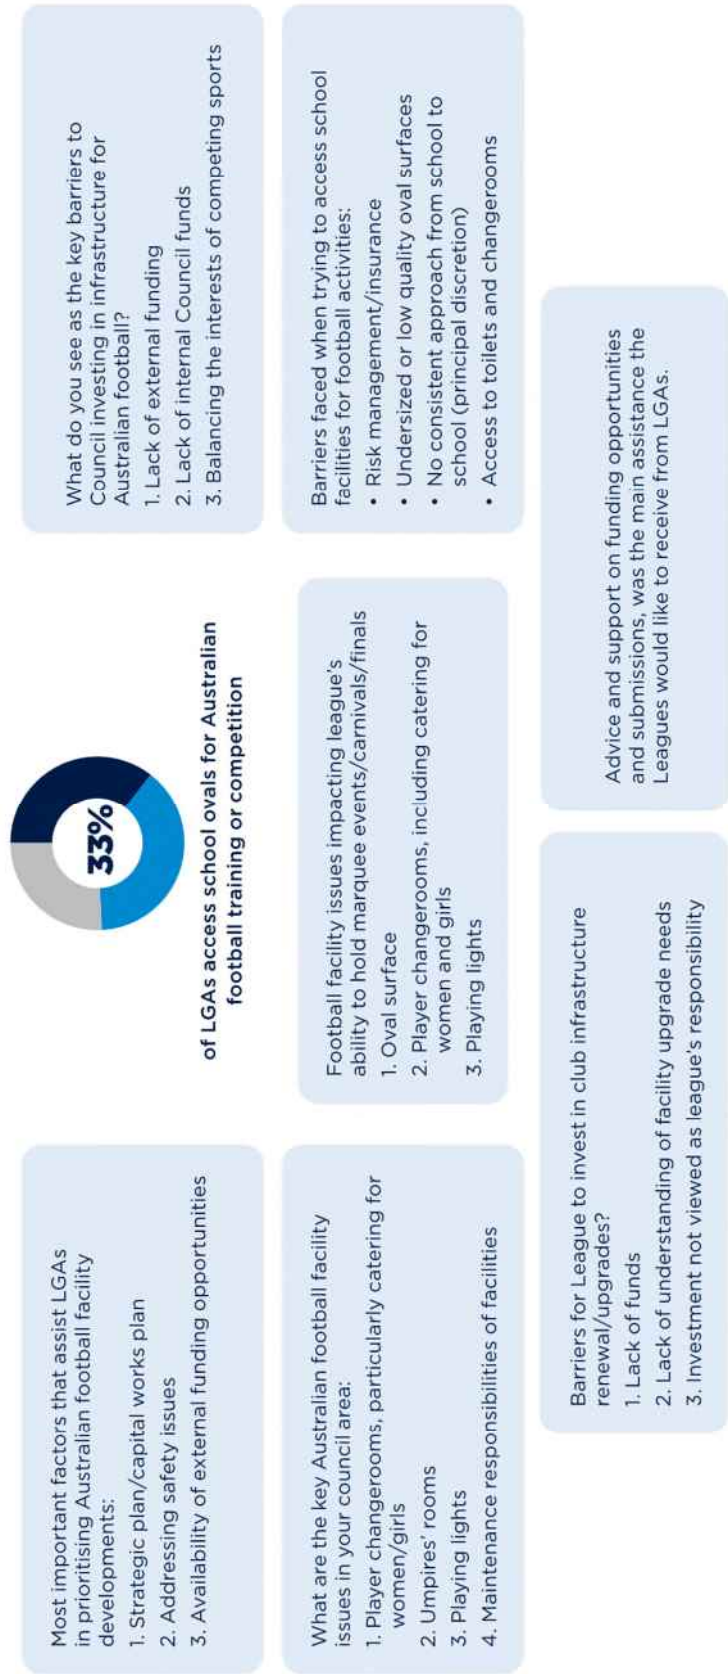 Most important factors that assist LGAs
in prioritising Australian football facility
developments:
1. Strategic plan/capital works plan
2. Addressing safety issues
3. Availability of external funding opportunities
33%
of LGAs access school ovals for Australian
football training or competition
What do you see as the key barriers to
Council investing in infrastructure for
Australian football?
1. Lack of external funding
2. Lack of internal Council funds
3. Balancing the interests of competing sports
What are the key Australian football facility
issues in your council area:
1. Player changerooms, particularly catering for
women/girls
2. Umpires' rooms
3. Playing lights
4. Maintenance responsibilities of facilities
Football facility issues impacting league's
ability to hold marquee events/carnivals/finals
1. Oval surface
2. Player changerooms, including catering for
women and girls
3. Playing lights
Barriers faced when trying to access school
facilities for football activities:
• Risk management/insurance
• Undersized or low quality oval surfaces
• No consistent approach from school to
school (principal discretion)
• Access to toilets and changerooms
Barriers for League to invest in club infrastructure
renewal/upgrades?
1. Lack of funds
2. Lack of understanding of facility upgrade needs
3. Investment not viewed as league's responsibility
Advice and support on funding opportunities
and submissions, was the main assistance the
Leagues would like to receive from LGAs.